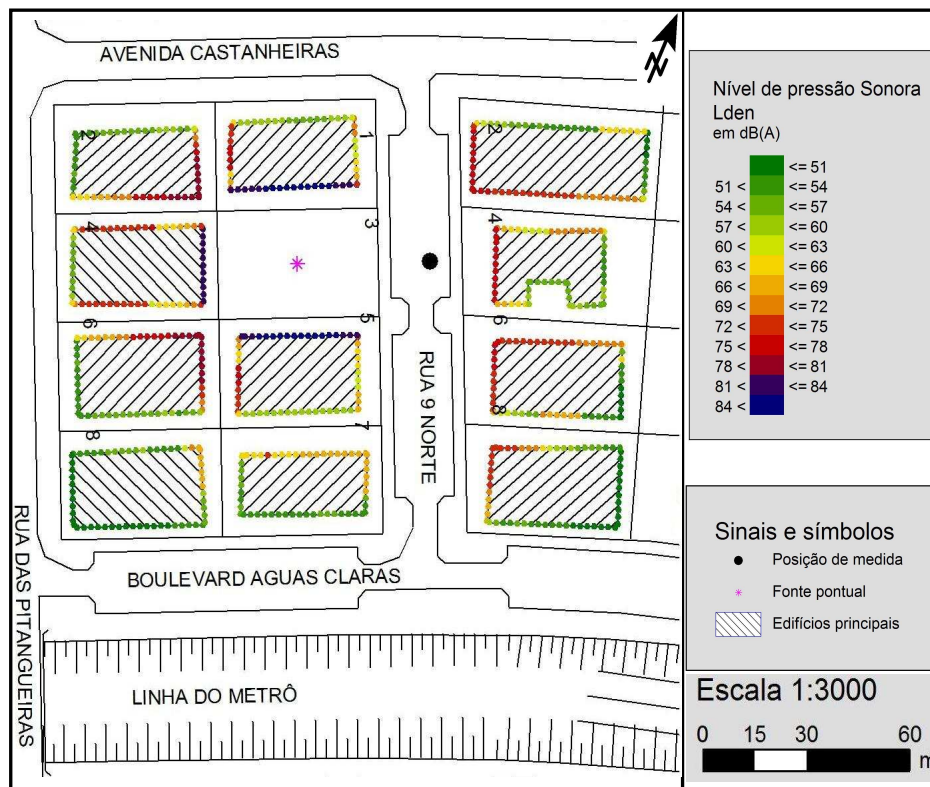 AVENIDA CASTANHEIRAS
N
2
1
2
4
3
4
6
5
6
8
7
8
RUA 9 NORTE
RUA DAS PITANGUEIRAS
BOULEVARD AGUAS CLARAS
LINHA DO METRÔ
Nível de pressão Sonora
Lden
em dB(A)
<= 51
51 < <= 54
54 < <= 57
57 < <= 60
60 < <= 63
63 < <= 66
66 < <= 69
69 < <= 72
72 < <= 75
75 < <= 78
78 < <= 81
81 < <= 84
84 <
Sinais e símbolos
Posição de medida
Fonte pontual
Edifícios principais
Escala 1:3000
0 15 30 60
m